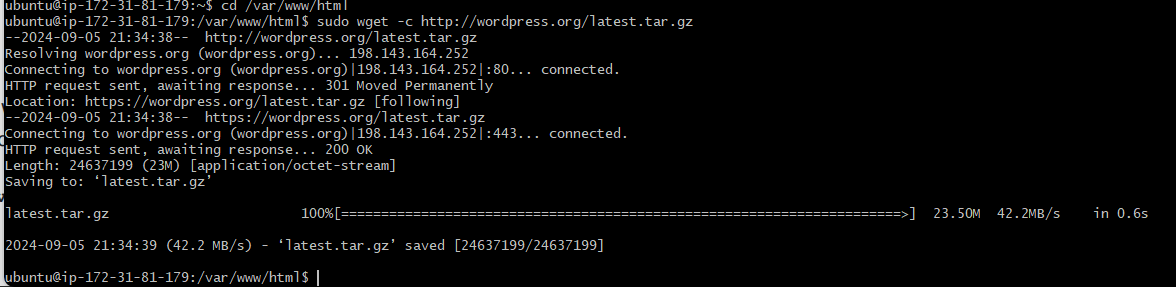 ubuntu@ip-172-31-81-179:~$ cd /var/www/html
ubuntu@ip-172-31-81-179:/var/www/html$ sudo wget -c http://wordpress.org/latest.tar.gz
--2024-09-05 21:34:38--  http://wordpress.org/latest.tar.gz
Resolving wordpress.org (wordpress.org)... 198.143.164.252
Connecting to wordpress.org (wordpress.org)|198.143.164.252|:80... connected.
HTTP request sent, awaiting response... 301 Moved Permanently
Location: https://wordpress.org/latest.tar.gz [following]
--2024-09-05 21:34:38--  https://wordpress.org/latest.tar.gz
Connecting to wordpress.org (wordpress.org)|198.143.164.252|:443... connected.
HTTP request sent, awaiting response... 200 OK
Length: 24637199 (23M) [application/octet-stream]
Saving to: ‘latest.tar.gz’
latest.tar.gz                        100%[======================================================================>]  23.50M  42.2MB/s    in 0.6s
2024-09-05 21:34:39 (42.2 MB/s) - ‘latest.tar.gz’ saved [24637199/24637199]
ubuntu@ip-172-31-81-179:/var/www/html$